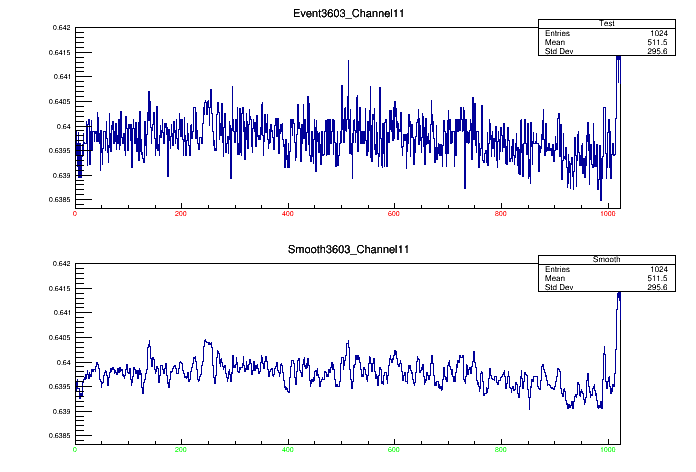 Event3603_Channel11
Test
Entries 1024
Mean 511.5
Std Dev 295.6
0.642
0.6415
0.641
0.6405
0.64
0.6395
0.639
0.6385
0 200 400 600 800 1000
Smooth3603_Channel11
Smooth
Entries 1024
Mean 511.5
Std Dev 295.6
0.642
0.6415
0.641
0.6405
0.64
0.6395
0.639
0.6385
0 200 400 600 800 1000